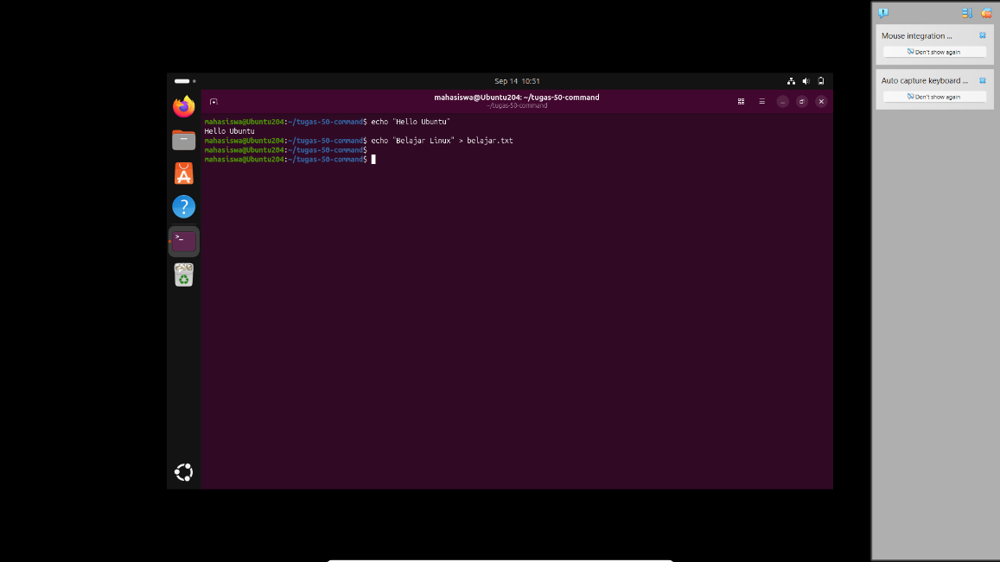 Sep 14 10:51
mahasiswa@Ubuntu204: ~/tugas-50-command
~/tugas-50-command
mahasiswa@Ubuntu204:~/tugas-50-command$ echo "Hello Ubuntu"
Hello Ubuntu
mahasiswa@Ubuntu204:~/tugas-50-command$ echo "Belajar Linux" > belajar.txt
mahasiswa@Ubuntu204:~/tugas-50-command$
mahasiswa@Ubuntu204:~/tugas-50-command$
Mouse integration ...
Don't show again
Auto capture keyboard ...
Don't show again